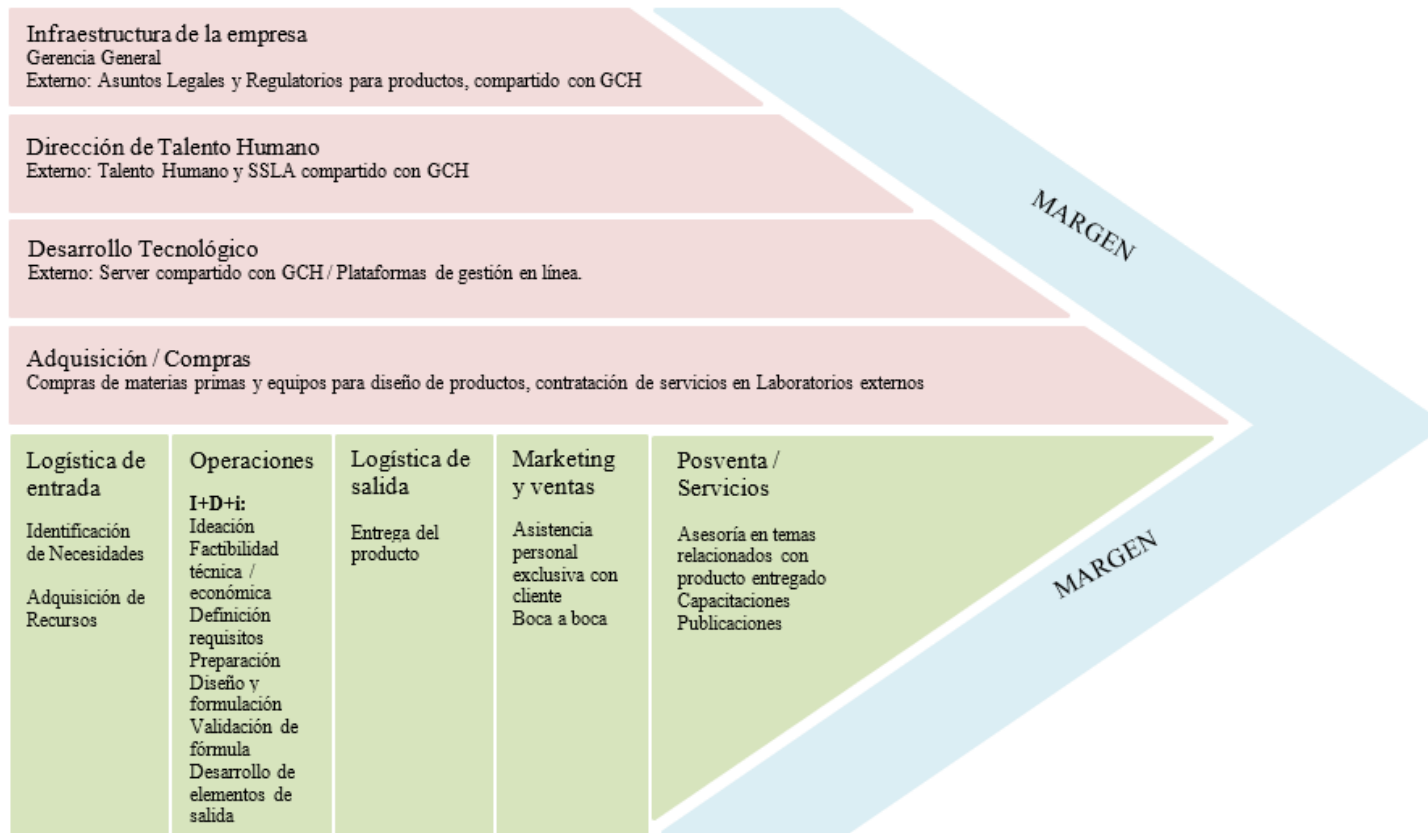 Infraestructura de la empresa
Gerencia General
Externo: Asuntos Legales y Regulatorios para productos, compartido con GCH
Dirección de Talento Humano
Externo: Talento Humano y SSLA compartido con GCH
Desarrollo Tecnológico
Externo: Server compartido con GCH / Plataformas de gestión en línea.
Adquisición / Compras
Compras de materias primas y equipos para diseño de productos, contratación de servicios en Laboratorios externos
MARGEN
Logística de
entrada
Identificación
de Necesidades
Adquisición de
Recursos
Operaciones
I+D+i:
Ideación
Factibilidad
técnica /
económica
Definición
requisitos
Preparación
Diseño y
formulación
Validación de
fórmula
Desarrollo de
elementos de
salida
Logística de
salida
Entrega del
producto
Marketing
y ventas
Asistencia
personal
exclusiva con
cliente
Boca a boca
Posventa /
Servicios
Asesoría en temas
relacionados con
producto entregado
Capacitaciones
Publicaciones
MARGEN